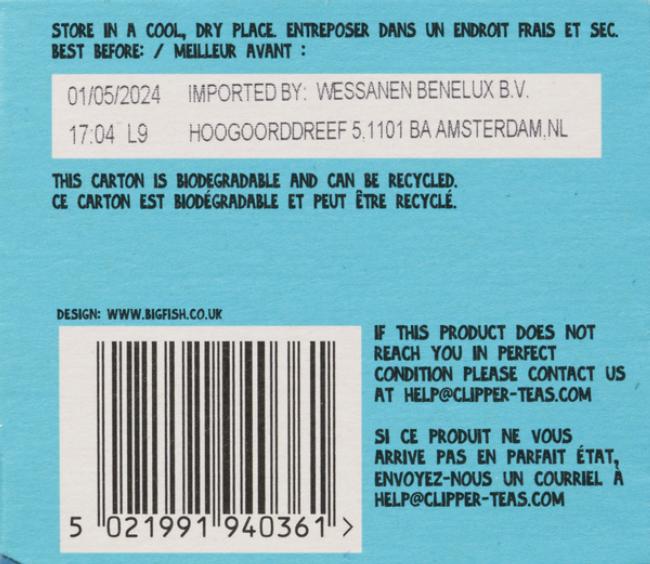 STORE IN A COOL, DRY PLACE. ENTREPOSER DANS UN ENDROIT FRAIS ET SEC.
BEST BEFORE: / MEILLEUR AVANT :
01/05/2024 IMPORTED BY: WESSANEN BENELUX B.V.
17:04 L9 HOOGOORDDREEF 5,1101 BA AMSTERDAM,NL
THIS CARTON IS BIODEGRADABLE AND CAN BE RECYCLED.
CE CARTON EST BIODÉGRADABLE ET PEUT ÊTRE RECYCLÉ.
DESIGN: WWW.BIGFISH.CO.UK
5 021991 940361 >
IF THIS PRODUCT DOES NOT
REACH YOU IN PERFECT
CONDITION PLEASE CONTACT US
AT HELP@CLIPPER-TEAS.COM
SI CE PRODUIT NE VOUS
ARRIVE PAS EN PARFAIT ÉTAT,
ENVOYEZ-NOUS UN COURRIEL À
HELP@CLIPPER-TEAS.COM